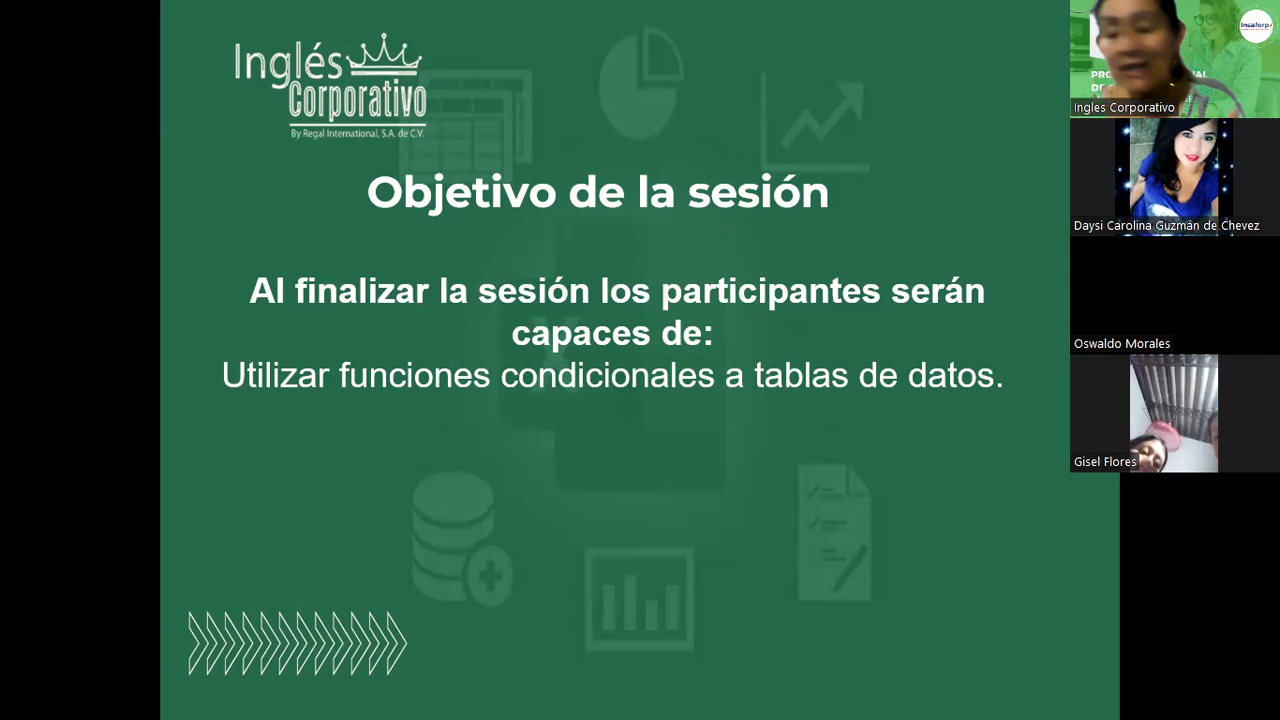 Inglés
Corporativo
By Regal International, S.A. de C.V.
Objetivo de la sesión
Al finalizar la sesión los participantes serán
capaces de:
Utilizar funciones condicionales a tablas de datos.
Insaforp
Ingles Corporativo
Daysi Carolina Guzmán de Chevez
Oswaldo Morales
Gisel Flores